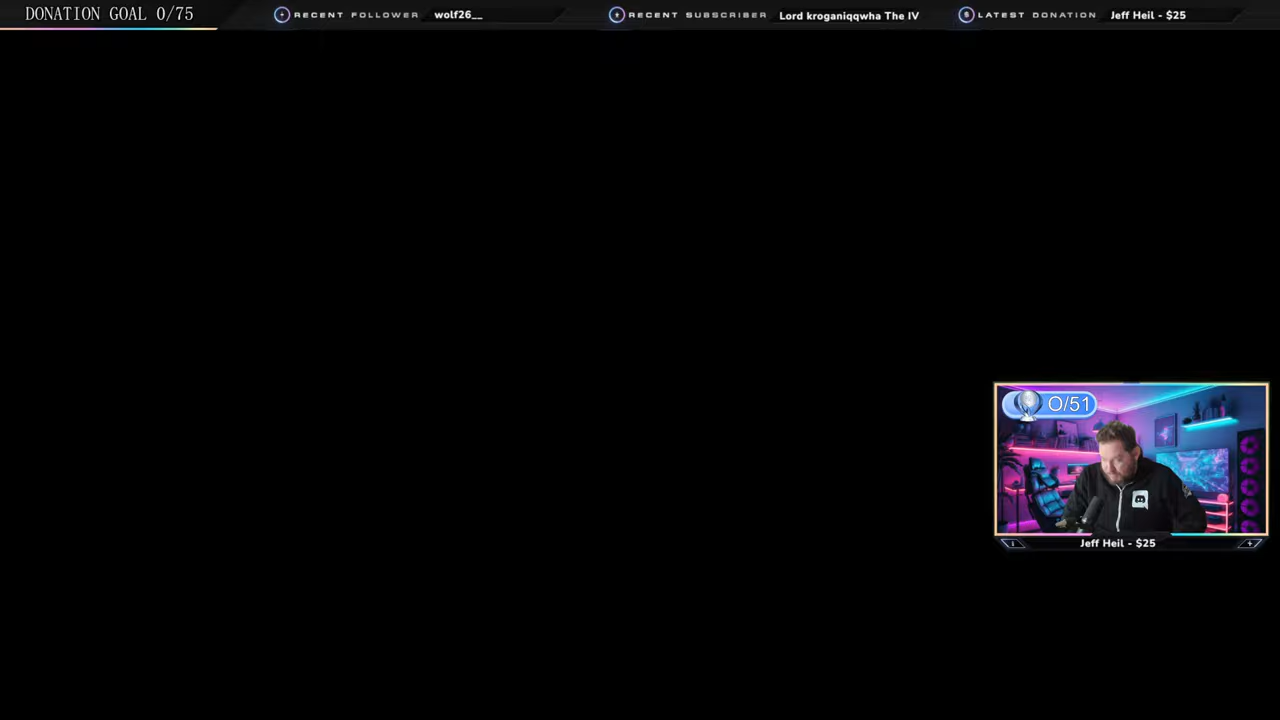 DONATION GOAL 0/75
RECENT FOLLOWER wolf26__
RECENT SUBSCRIBER Lord kroganiqqwha The IV
LATEST DONATION Jeff Heil - $25
0/51
Jeff Heil - $25